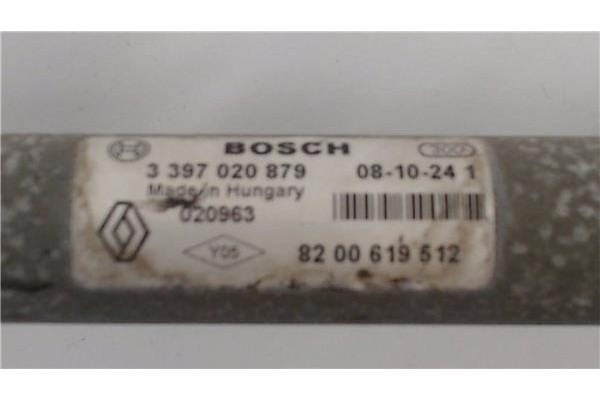 BOSCH
3 397 020 879 08-10-24 1
Made in Hungary
020963
Y05 82 00 619 512